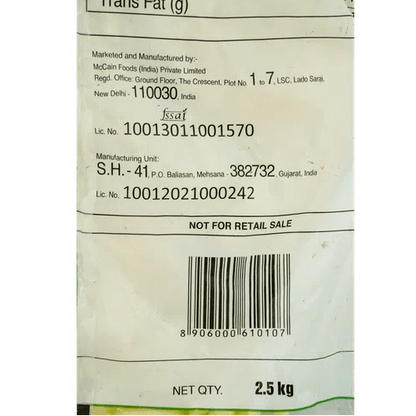 Trans Fat (g)
Marketed and Manufactured by:-
McCain Foods (India) Private Limited
Regd. Office: Ground Floor, The Crescent, Plot No. 1 to 7, LSC, Lado Sarai,
New Delhi - 110030, India
fssai
Lic. No. 10013011001570
Manufacturing Unit:
S.H. - 41, P.O. Baliasan, Mehsana - 382732, Gujarat, India
Lic. No. 10012021000242
NOT FOR RETAIL SALE
8 906000 610107
NET QTY. 2.5 kg